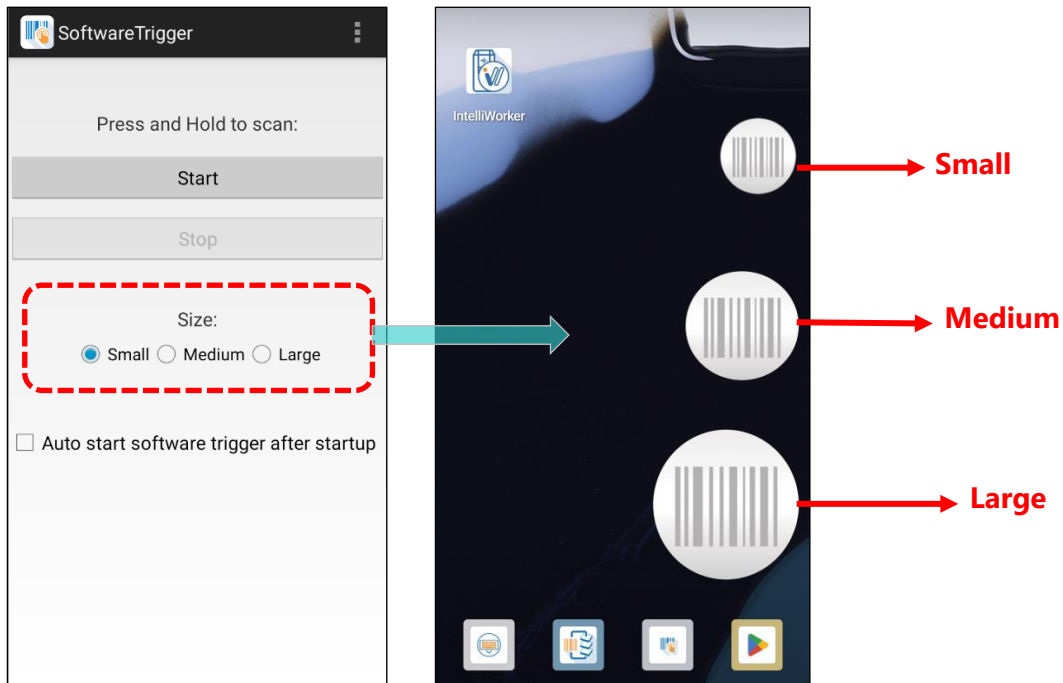 SoftwareTrigger
Press and Hold to scan:
Start
Stop
Size:
Small Medium Large
Auto start software trigger after startup
IntelliWorker
Small
Medium
Large